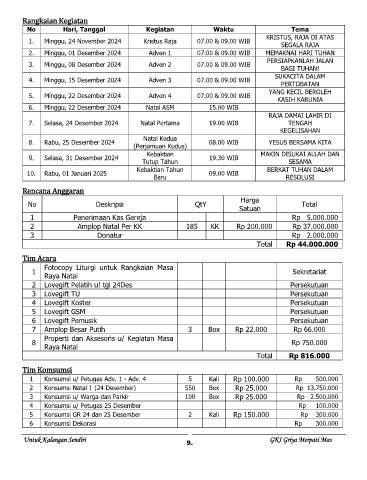 Rangkaian Kegiatan
No Hari, Tanggal Kegiatan Waktu Tema
1. Minggu, 24 November 2024 Kristus Raja 07.00 & 09.00 WIB KRISTUS, RAJA DI ATAS
SEGALA RAJA
2. Minggu, 01 Desember 2024 Adven 1 07.00 & 09.00 WIB MEMAKNAI HARI TUHAN
3. Minggu, 08 Desember 2024 Adven 2 07.00 & 09.00 WIB PERSIAPKANLAH JALAN
BAGI TUHAN!
4. Minggu, 15 Desember 2024 Adven 3 07.00 & 09.00 WIB SUKACITA DALAM
PERTOBATAN
5. Minggu, 22 Desember 2024 Adven 4 07.00 & 09.00 WIB YANG KECIL BEROLEH
KASIH KARUNIA
6. Minggu, 22 Desember 2024 Natal ASM 15.00 WIB
7. Selasa, 24 Desember 2024 Natal Pertama 19.00 WIB RAJA DAMAI LAHIR DI
TENGAH
KEGELISAHAN
8. Rabu, 25 Desember 2024 Natal Kedua
(Perjamuan Kudus) 08.00 WIB YESUS BERSAMA KITA
9. Selasa, 31 Desember 2024 Kebaktian
Tutup Tahun 19.30 WIB MAKIN DISUKAI ALLAH DAN
SESAMA
10. Rabu, 01 Januari 2025 Kebaktian Tahun
Baru 09.00 WIB BERKAT TUHAN DALAM
RESOLUSI
Rencana Anggaran
No Deskripsi QtY Harga
Satuan Total
1 Penerimaan Kas Gereja Rp 5.000.000
2 Amplop Natal Per KK 185 KK Rp 200.000 Rp 37.000.000
3 Donatur Rp 2.000.000
Total Rp 44.000.000
Tim Acara
1 Fotocopy Liturgi untuk Rangkaian Masa
Raya Natal Sekretariat
2 Lovegift Pelatih u! tgl 24Des Persekutuan
3 Lovegift TU Persekutuan
4 Lovegift Koster Persekutuan
5 Lovegift GSM Persekutuan
6 Lovegift Pemusik Persekutuan
7 Amplop Besar Putih 3 Box Rp 22.000 Rp 66.000
8 Properti dan Aksesoris u/ Kegiatan Masa
Raya Natal Rp 750.000
Total Rp 816.000
Tim Komsumsi
1 Konsumsi u/ Petugas Adv. 1 - Adv. 4 5 Kali Rp 100.000 Rp 500.000
2 Konsumsi Natal 1 (24 Desember) 550 Box Rp 25.000 Rp 13.750.000
3 Konsumsi u/ Warga dan Parkir 100 Box Rp 25.000 Rp 2.500.000
4 Konsumsi u/ Petugas 25 Desember Rp 100.000
5 Konsumsi GR 24 dan 25 Desember 2 Kali Rp 150.000 Rp 300.000
6 Konsumsi Dekorasi Rp 300.000
Untuk Kalangan Sendiri 9. GKI Griya Merpati Mas